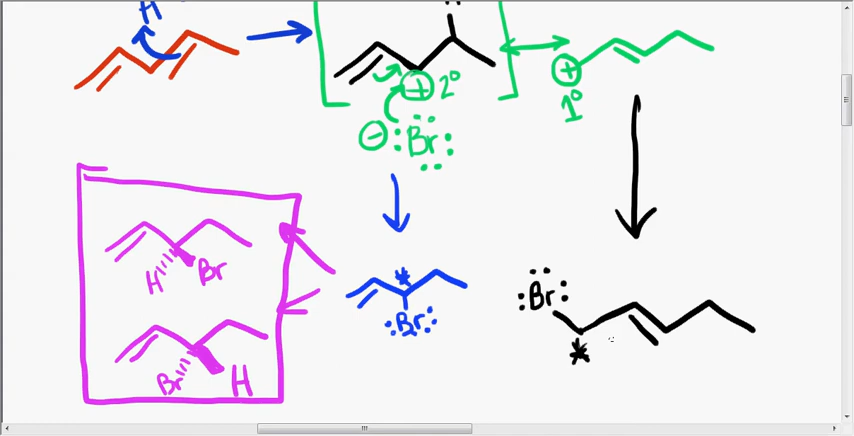 H
H
+ 2°
+
1°
− :Br:
:Br:
* :Br:
*
H Br
Br H